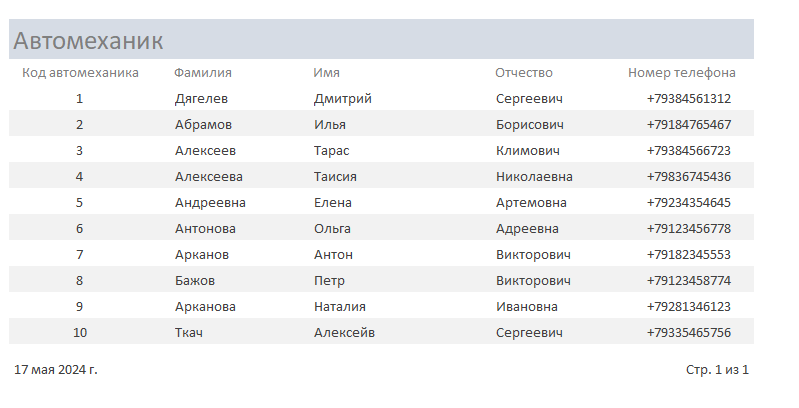 Автомеханик
Код автомеханика Фамилия Имя Отчество Номер телефона
1 Дягелев Дмитрий Сергеевич +79384561312
2 Абрамов Илья Борисович +79184765467
3 Алексеев Тарас Климович +79384566723
4 Алексеева Таисия Николаевна +79836745436
5 Андреевна Елена Артемовна +79234354645
6 Антонова Ольга Адреевна +79123456778
7 Арканов Антон Викторович +79182345553
8 Бажов Петр Викторович +79123458774
9 Арканова Наталия Ивановна +79281346123
10 Ткач Алексейв Сергеевич +79335465756
17 мая 2024 г. Стр. 1 из 1